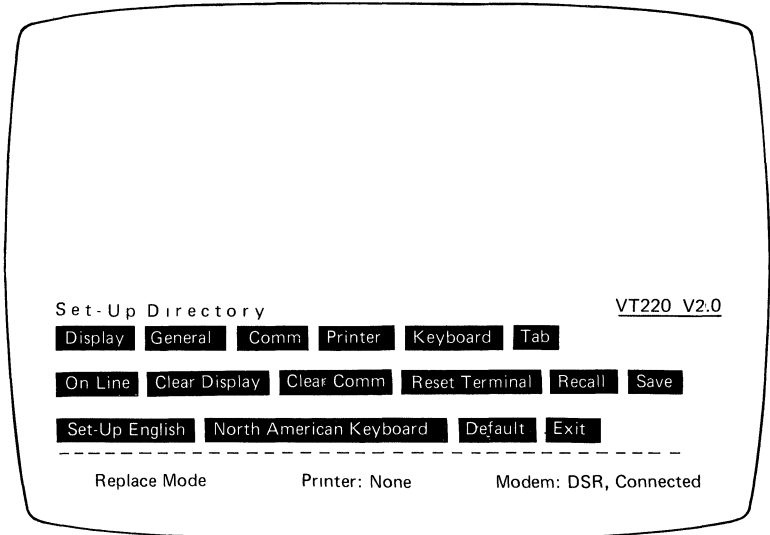 Set-Up Directory VT220 V2.0
Display General Comm Printer Keyboard Tab
On Line Clear Display Clear Comm Reset Terminal Recall Save
Set-Up English North American Keyboard Default Exit
Replace Mode Printer: None Modem: DSR, Connected